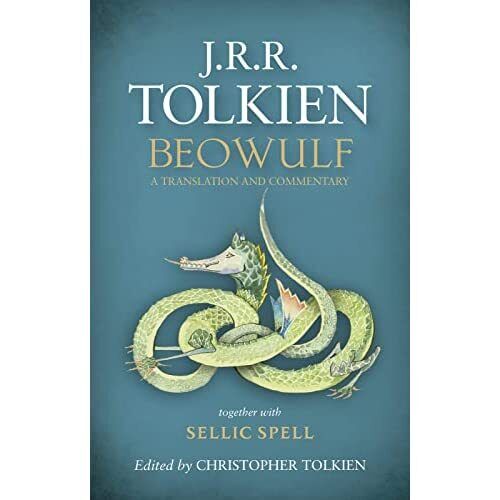 J.R.R.
TOLKIEN
BEOWULF
A TRANSLATION AND COMMENTARY
together with
SELLIC SPELL
Edited by CHRISTOPHER TOLKIEN